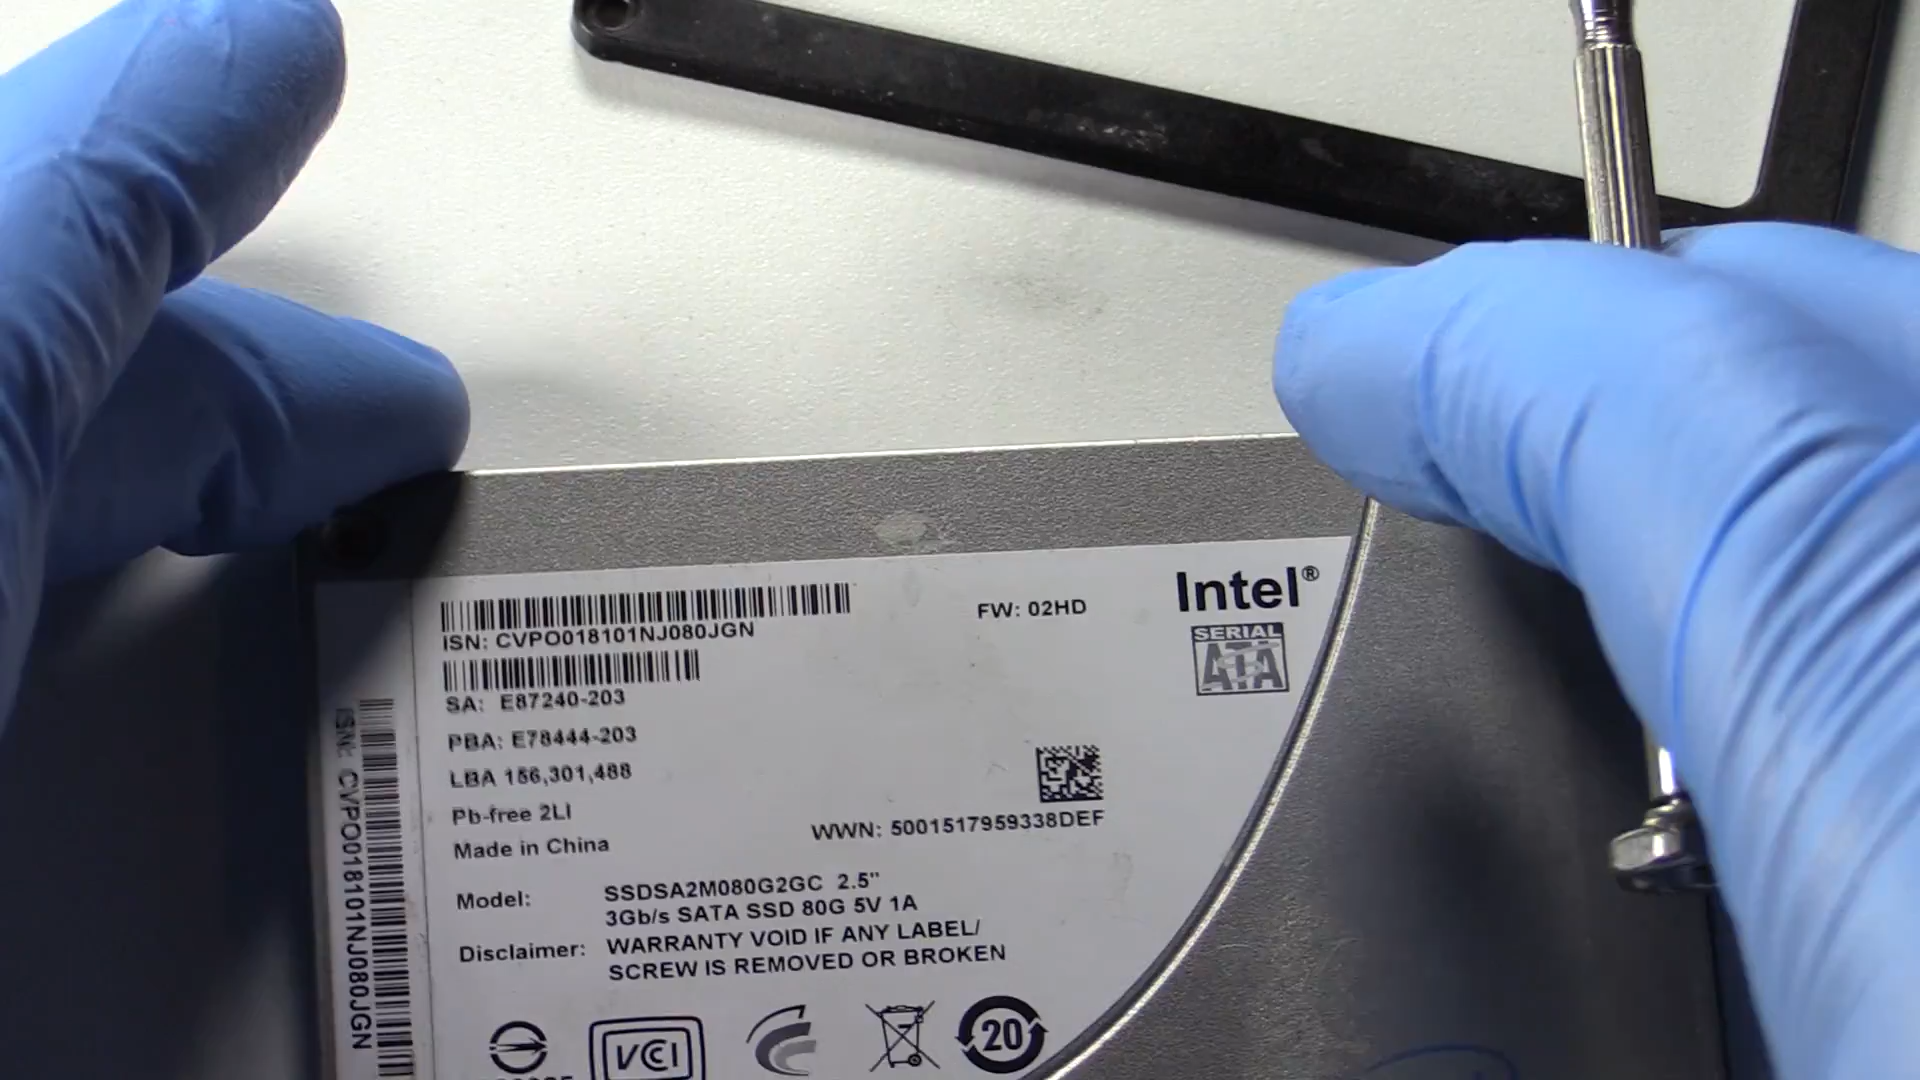 ISN: CVPO018101NJ080JGN
FW: 02HD
Intel®
SERIAL
ATA
SA: E87240-203
PBA: E78444-203
LBA 156,301,488
Pb-free 2LI
Made in China
WWN: 5001517959338DEF
Model: SSDSA2M080G2GC 2.5"
3Gb/s SATA SSD 80G 5V 1A
Disclaimer: WARRANTY VOID IF ANY LABEL/
SCREW IS REMOVED OR BROKEN
VCCI
20
ISN: CVPO018101NJ080JGN